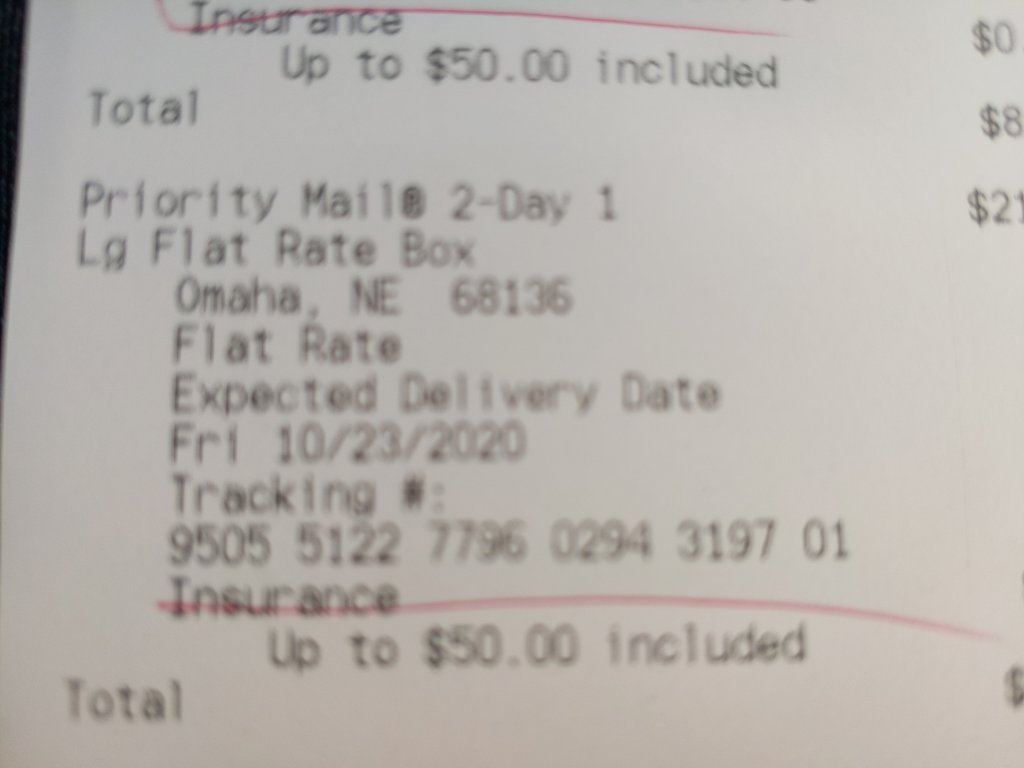 Insurance
$0
Up to $50.00 included
Total
$8
Priority Mail® 2-Day 1
$21
Lg Flat Rate Box
Omaha, NE 68136
Flat Rate
Expected Delivery Date
Fri 10/23/2020
Tracking #:
9505 5122 7796 0294 3197 01
Insurance
Up to $50.00 included
Total
$